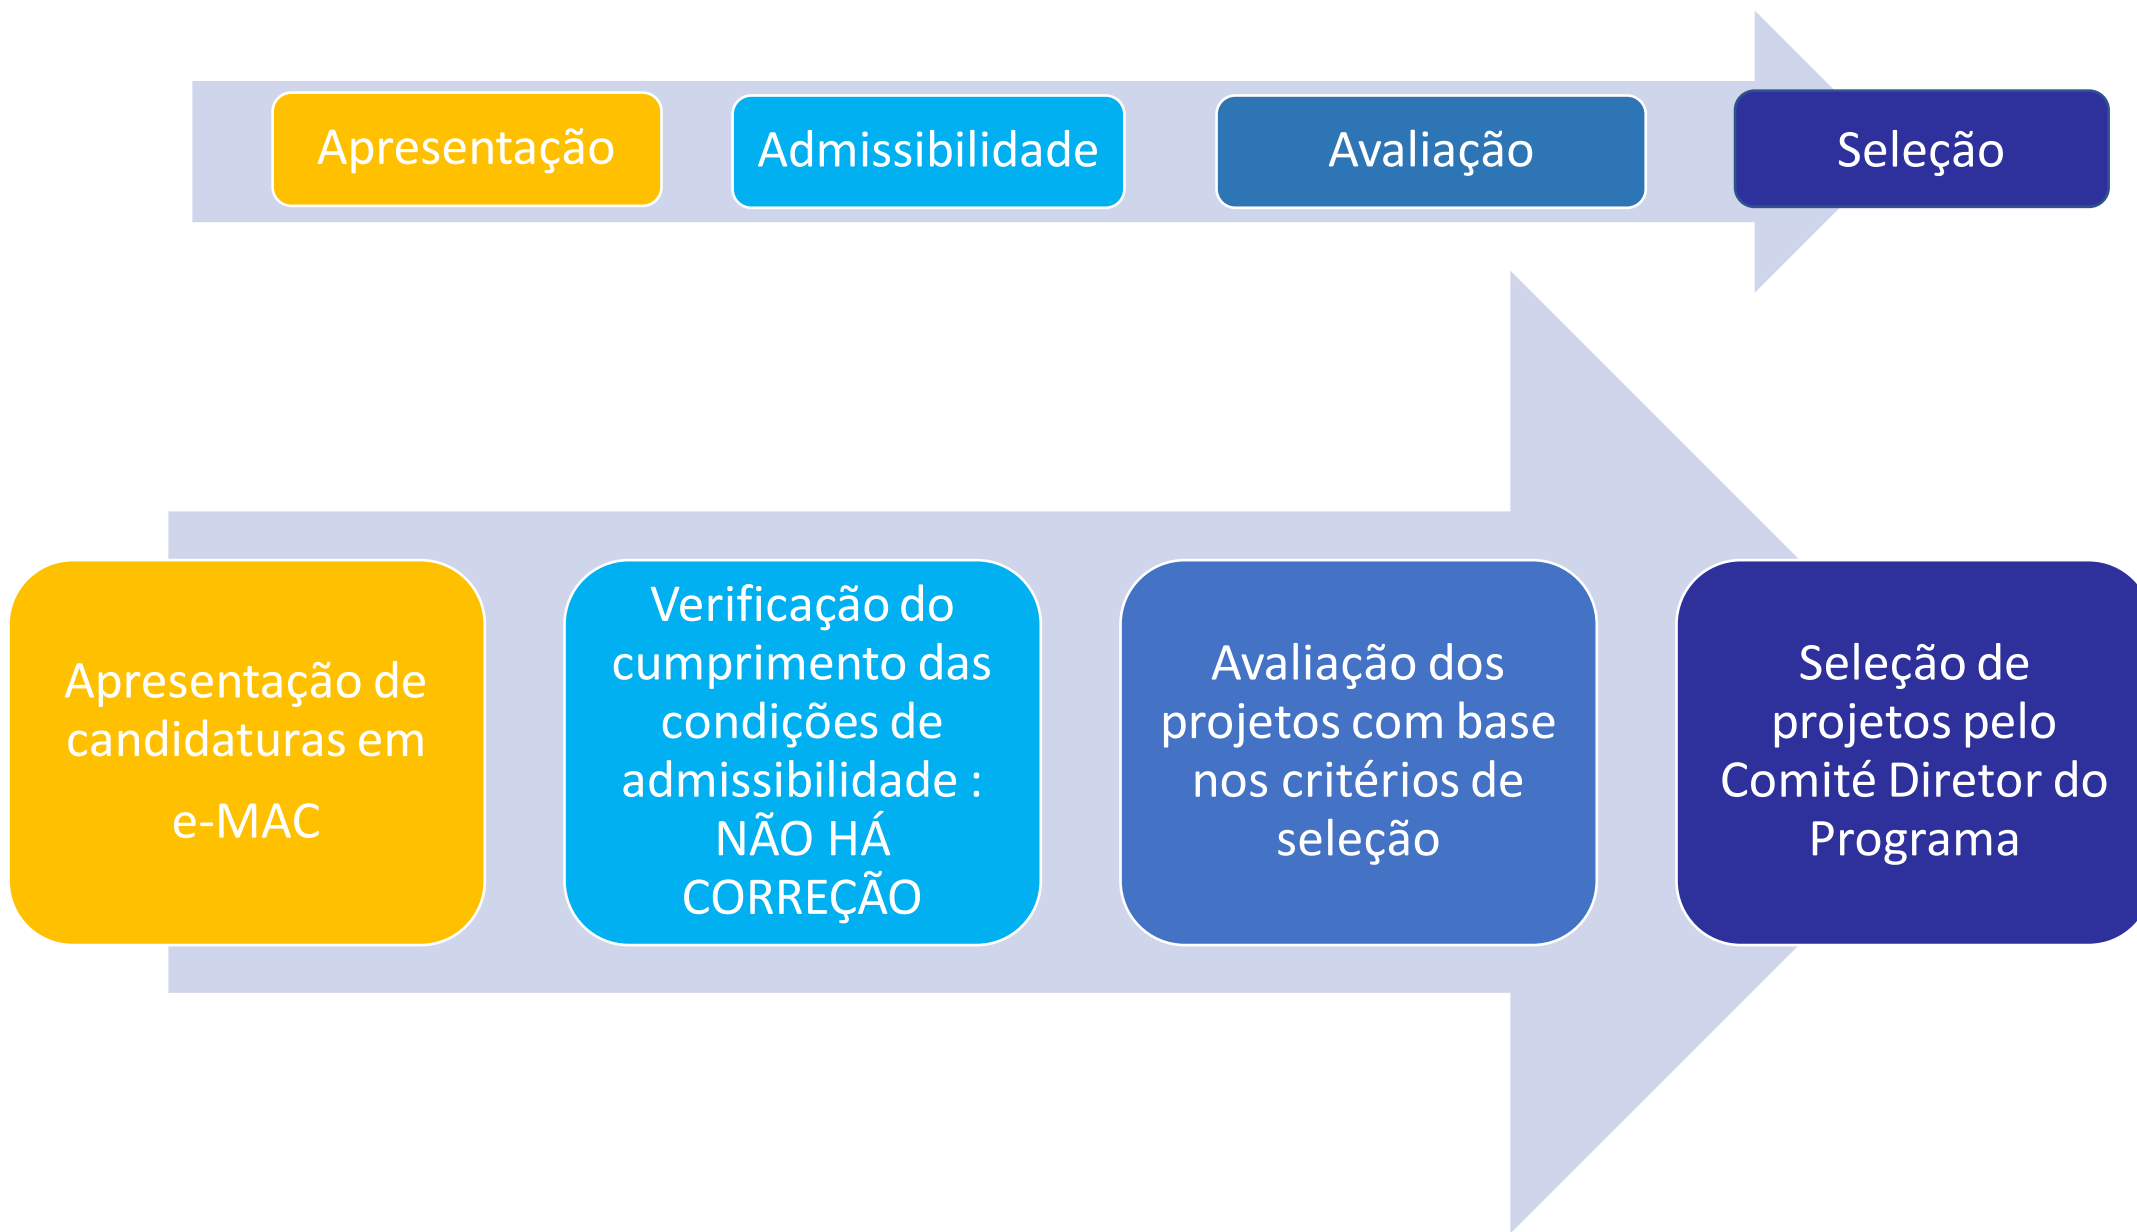 Apresentação
Admissibilidade
Avaliação
Seleção
Apresentação de
candidaturas em
e-MAC
Verificação do
cumprimento das
condições de
admissibilidade :
NÃO HÁ
CORREÇÃO
Avaliação dos
projetos com base
nos critérios de
seleção
Seleção de
projetos pelo
Comité Diretor do
Programa